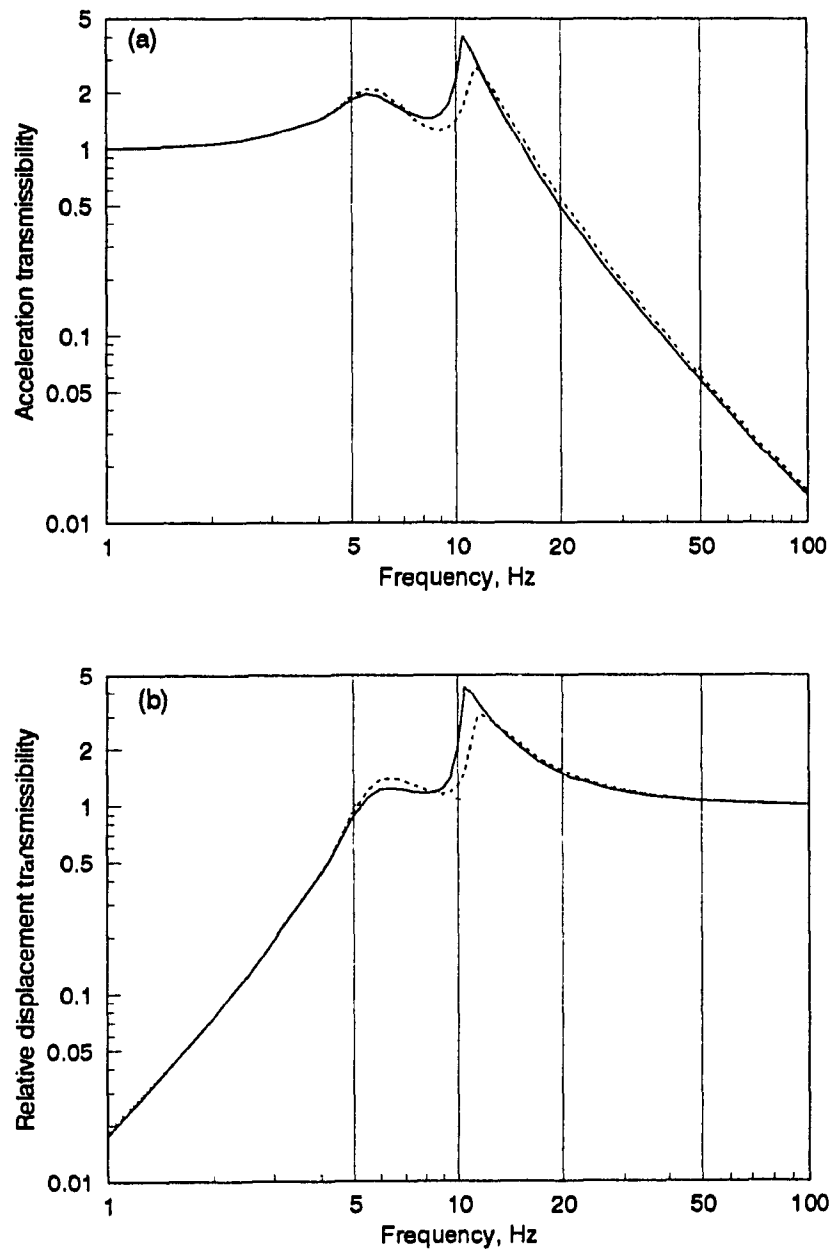 (a)
5
2
1
0.5
0.1
0.05
0.01
Acceleration transmissibility
1 5 10 20 50 100
Frequency, Hz
(b)
5
2
1
0.5
0.1
0.05
0.01
Relative displacement transmissibility
1 5 10 20 50 100
Frequency, Hz